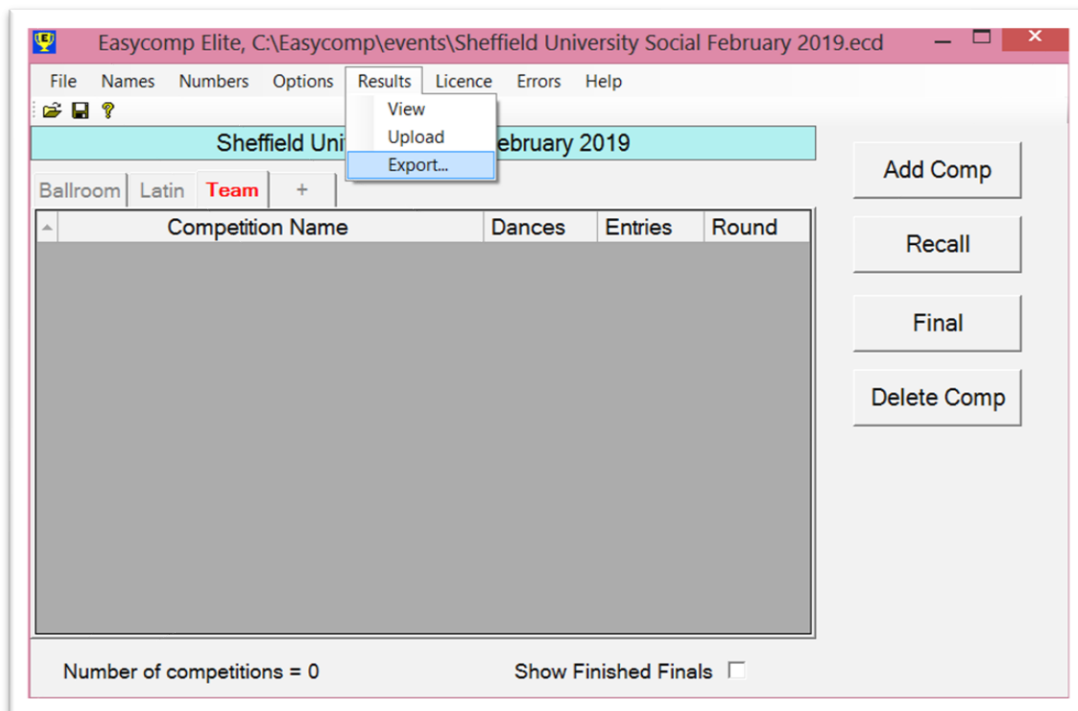 Easycomp Elite, C:\Easycomp\events\Sheffield University Social February 2019.ecd
File Names Numbers Options Results Licence Errors Help
View
Upload
Export...
Sheffield Uni ebruary 2019
Ballroom Latin Team +
Competition Name Dances Entries Round
Add Comp
Recall
Final
Delete Comp
Number of competitions = 0 Show Finished Finals